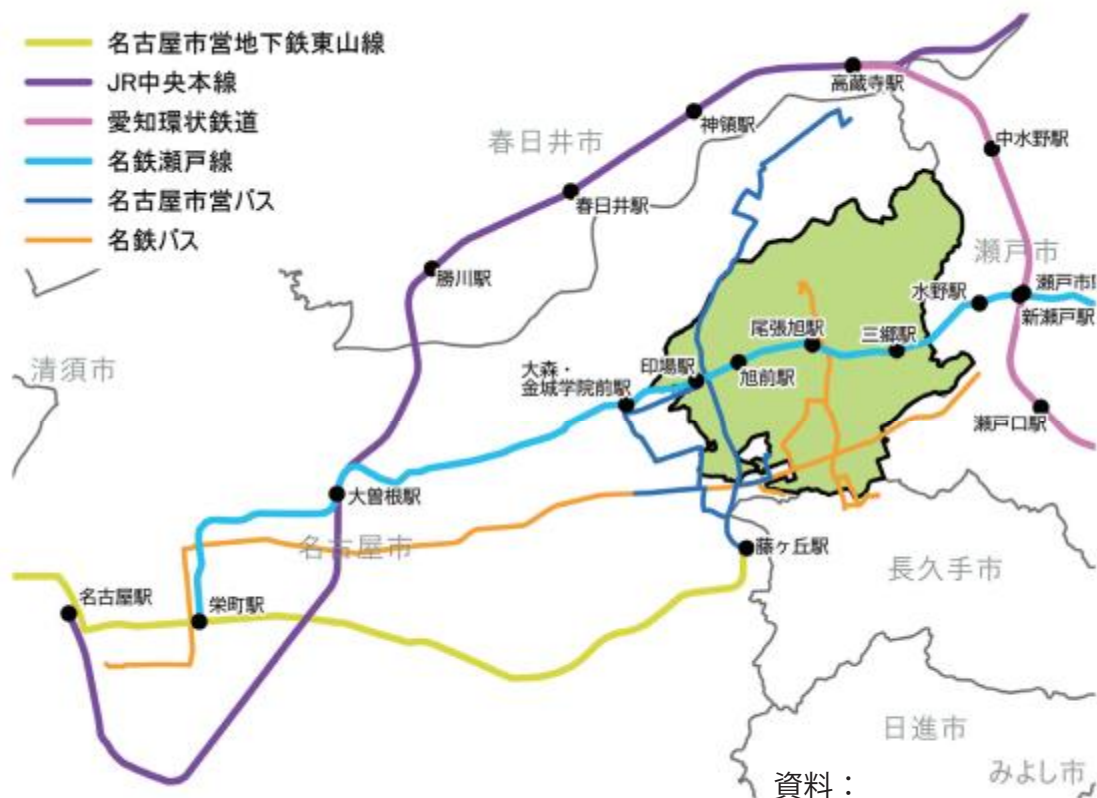 名古屋市営地下鉄東山線
JR中央本線
愛知環状鉄道
名鉄瀬戸線
名古屋市営バス
名鉄バス
高蔵寺駅
神領駅
春日井市
中水野駅
春日井駅
瀬戸市
勝川駅
水野駅
瀬戸市
新瀬戸駅
尾張旭駅
三郷駅
清須市
大森・
金城学院前駅
印場駅
旭前駅
瀬戸口駅
大曽根駅
名古屋市
藤ヶ丘駅
長久手市
名古屋駅
栄町駅
日進市
みよし市
資料：